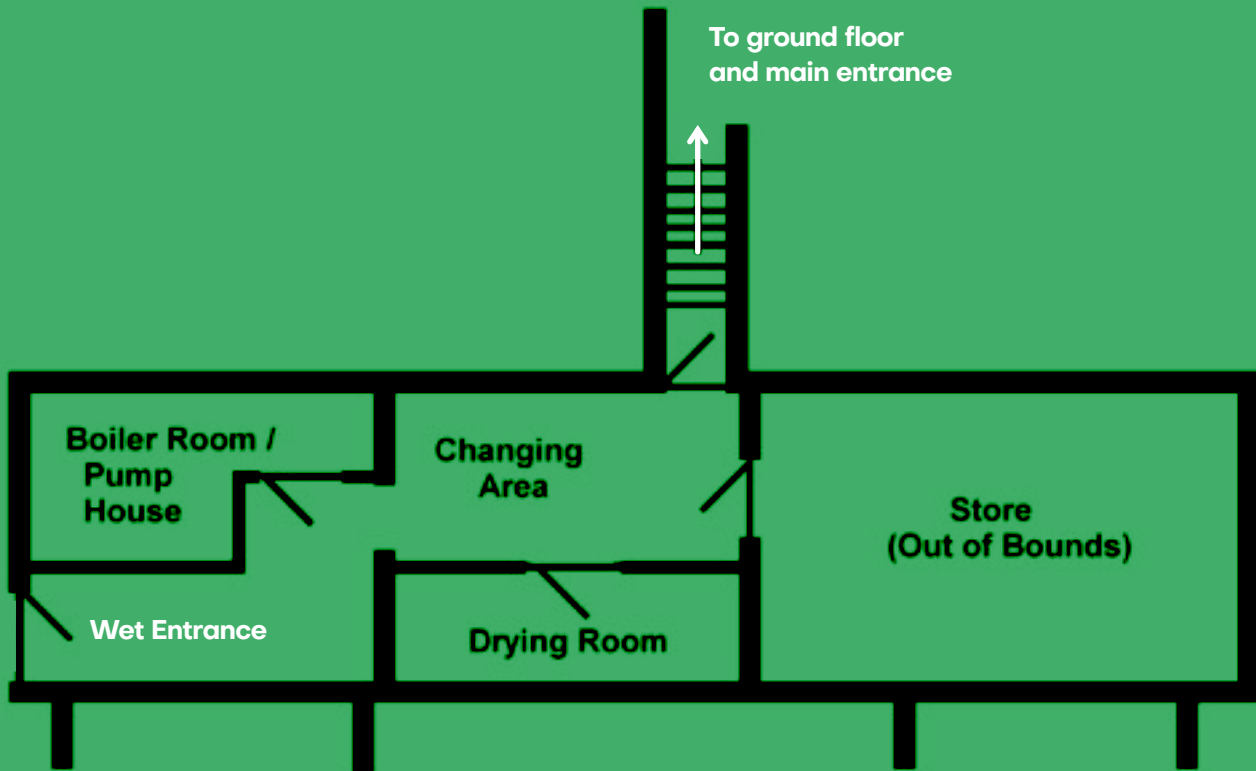 To ground floor
and main entrance
Boiler Room /
Pump
House
Changing
Area
Store
(Out of Bounds)
Wet Entrance
Drying Room